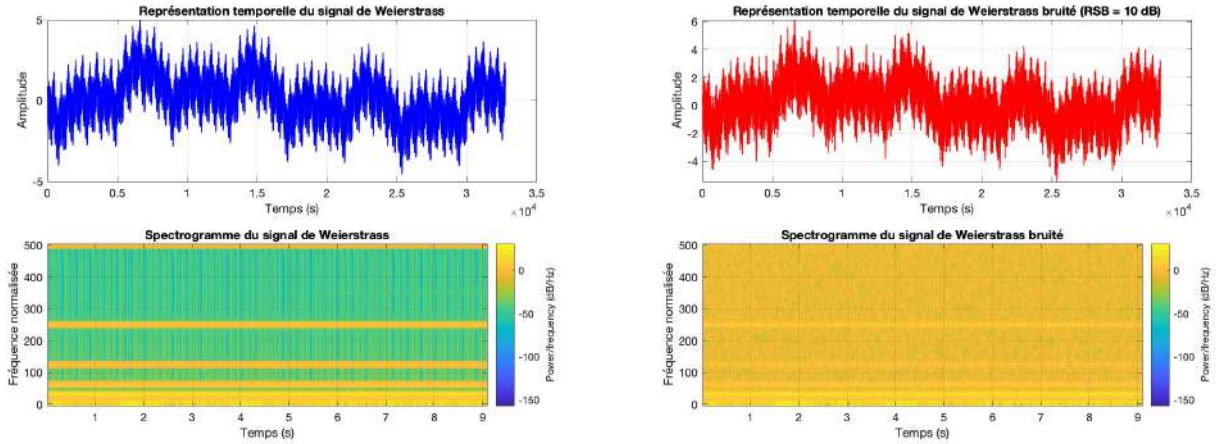 Représentation temporelle du signal de Weierstrass
5
0
-5
Amplitude
0 0.5 1 1.5 2 2.5 3 3.5
Temps (s)
×10⁴
Spectrogramme du signal de Weierstrass
500
400
300
200
100
0
Fréquence normalisée
1 2 3 4 5 6 7 8 9
Temps (s)
0
-50
-100
-150
Power/frequency (dB/Hz)
Représentation temporelle du signal de Weierstrass bruité (RSB = 10 dB)
6
4
2
0
-2
-4
Amplitude
0 0.5 1 1.5 2 2.5 3 3.5
Temps (s)
×10⁴
Spectrogramme du signal de Weierstrass bruité
500
400
300
200
100
0
Fréquence normalisée
1 2 3 4 5 6 7 8 9
Temps (s)
0
-50
-100
-150
Power/frequency (dB/Hz)